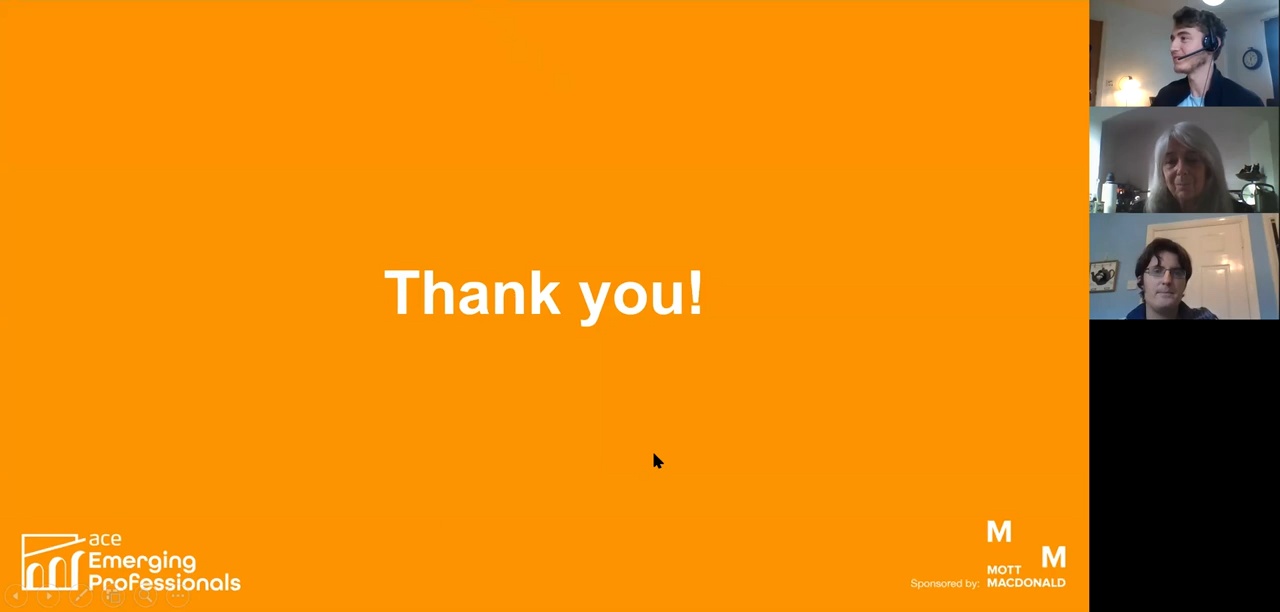 Thank you!
ace
Emerging
Professionals
M
M
MOTT
Sponsored by: MACDONALD